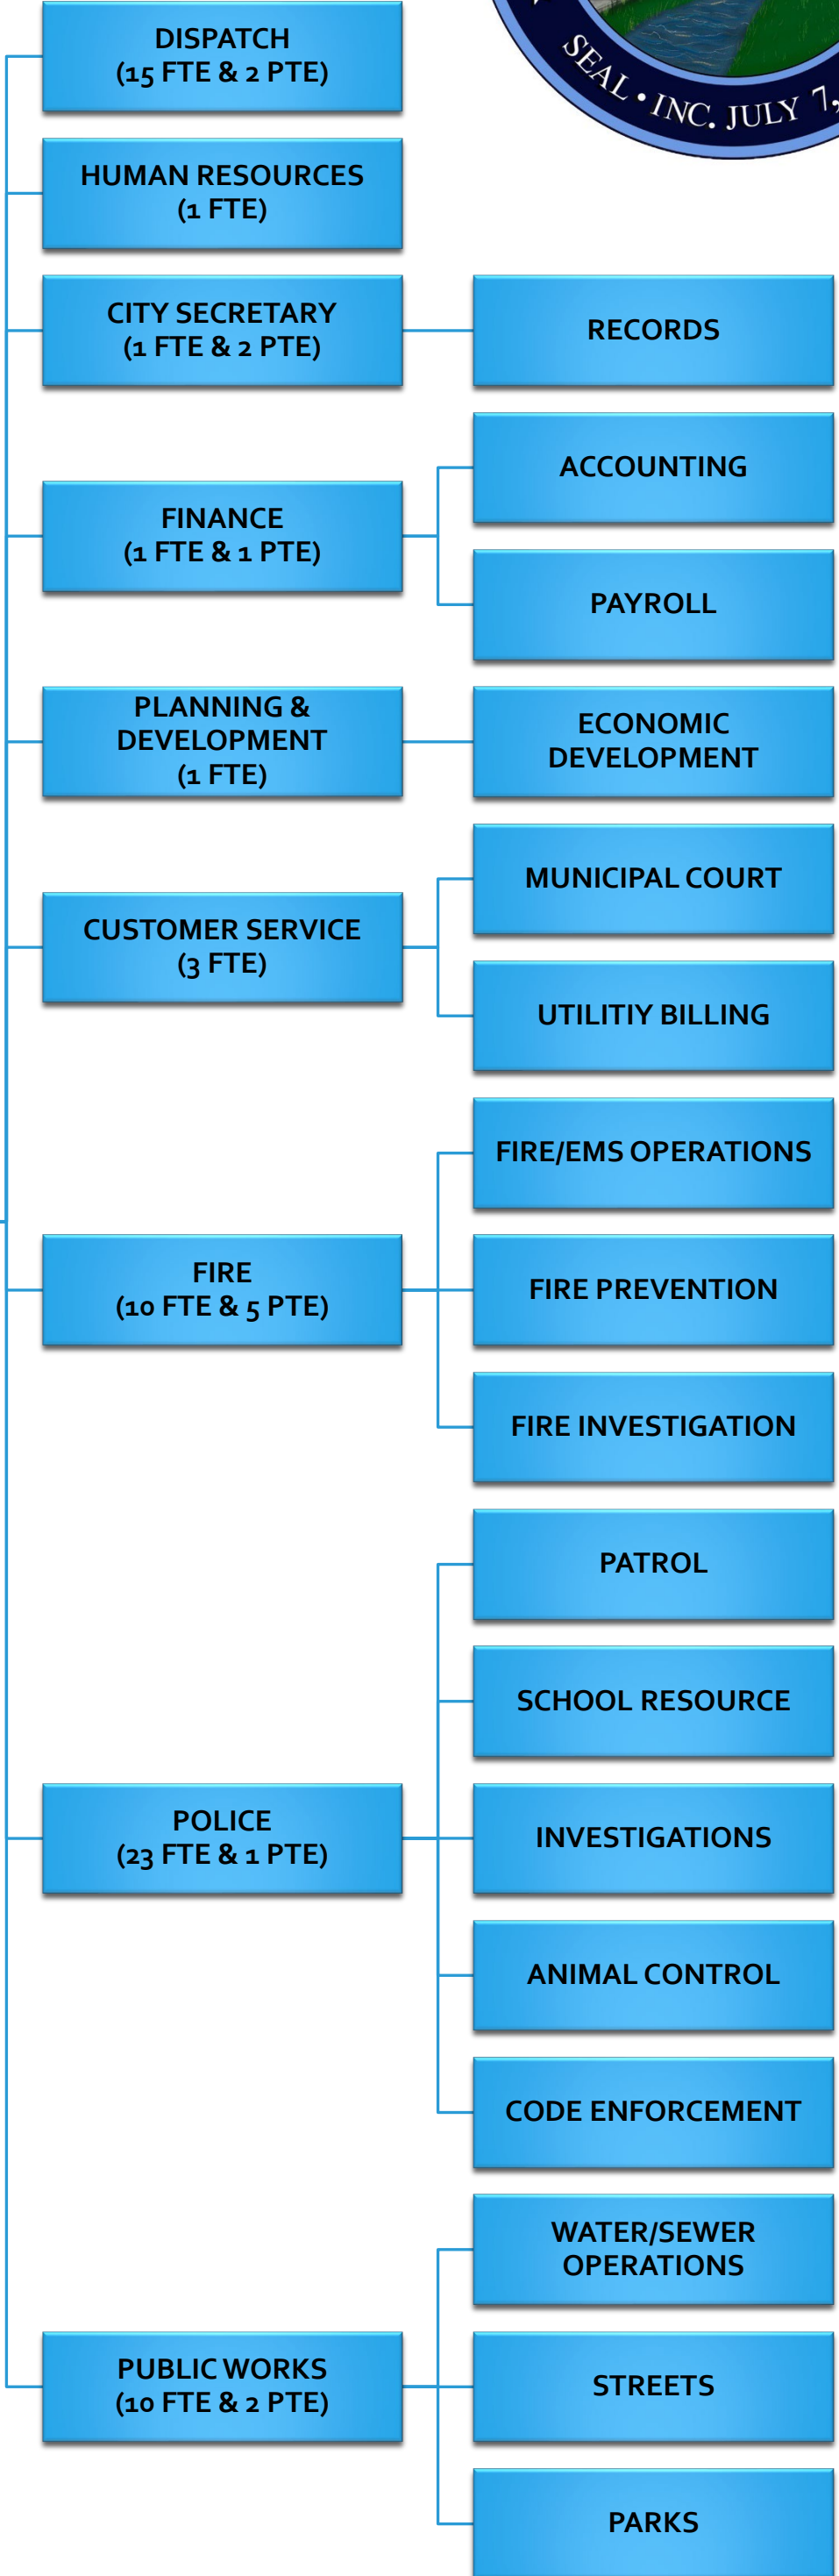 SEAL • INC. JULY 7,
DISPATCH
(15 FTE & 2 PTE)
HUMAN RESOURCES
(1 FTE)
CITY SECRETARY
(1 FTE & 2 PTE)
RECORDS
FINANCE
(1 FTE & 1 PTE)
ACCOUNTING
PAYROLL
PLANNING &
DEVELOPMENT
(1 FTE)
ECONOMIC
DEVELOPMENT
CUSTOMER SERVICE
(3 FTE)
MUNICIPAL COURT
UTILITIY BILLING
FIRE
(10 FTE & 5 PTE)
FIRE/EMS OPERATIONS
FIRE PREVENTION
FIRE INVESTIGATION
POLICE
(23 FTE & 1 PTE)
PATROL
SCHOOL RESOURCE
INVESTIGATIONS
ANIMAL CONTROL
CODE ENFORCEMENT
PUBLIC WORKS
(10 FTE & 2 PTE)
WATER/SEWER
OPERATIONS
STREETS
PARKS